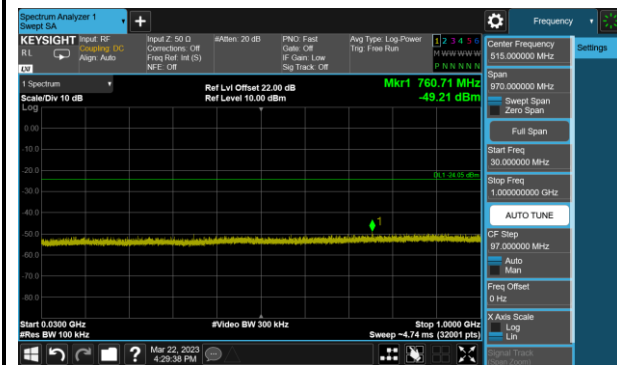 Spectrum Analyzer 1
Swept SA
+
Frequency
KEYSIGHT
RL
Input: RF
Coupling: DC
Align: Auto
Input Z: 50 Ω
Corrections: Off
Freq Ref: Int (S)
NFE: Off
#Atten: 20 dB
PNO: Fast
Gate: Off
IF Gain: Low
Sig Track: Off
Avg Type: Log-Power
Trig: Free Run
1 2 3 4 5 6
M W W W W W
P N N N N N
1 Spectrum
Scale/Div 10 dB
Log
Ref Lvl Offset 22.00 dB
Ref Level 10.00 dBm
Mkr1 760.71 MHz
-49.21 dBm
0.00
-10.0
-20.0
DL1 -24.05 dBm
-30.0
-40.0
1
-50.0
-60.0
-70.0
-80.0
Start 0.0300 GHz
#Res BW 100 kHz
#Video BW 300 kHz
Stop 1.0000 GHz
Sweep ~4.74 ms (32001 pts)
Mar 22, 2023
4:29:38 PM
Center Frequency
515.000000 MHz
Settings
Span
970.000000 MHz
Swept Span
Zero Span
Full Span
Start Freq
30.000000 MHz
Stop Freq
1.000000000 GHz
AUTO TUNE
CF Step
97.000000 MHz
Auto
Man
Freq Offset
0 Hz
X Axis Scale
Log
Lin
Signal Track
(Span Zoom)